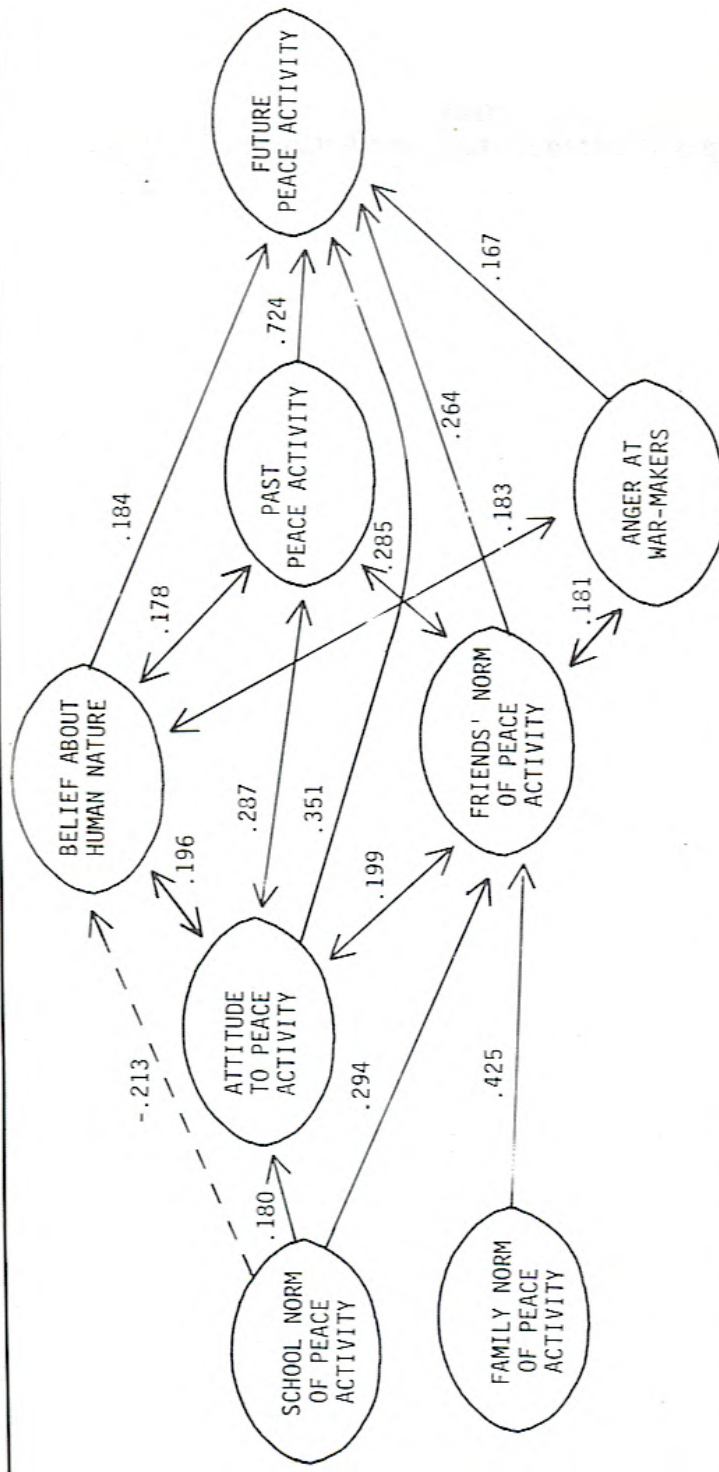 SCHOOL NORM
OF PEACE
ACTIVITY
FAMILY NORM
OF PEACE
ACTIVITY
-.213
.180
.294
.425
ATTITUDE
TO PEACE
ACTIVITY
BELIEF ABOUT
HUMAN NATURE
.196
.287
.351
.199
FRIENDS' NORM
OF PEACE
ACTIVITY
.178
.184
PAST
PEACE ACTIVITY
.285
.183
.181
ANGER AT
WAR-MAKERS
.724
.264
.167
FUTURE
PEACE ACTIVITY